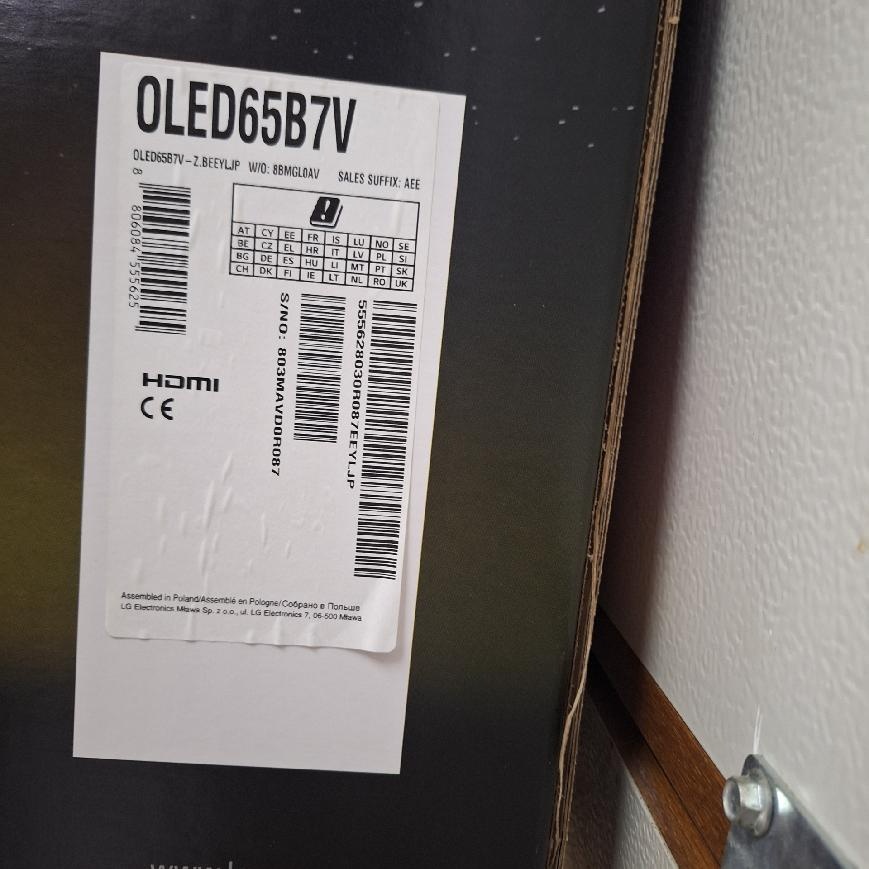 OLED65B7V
OLED65B7V-Z.BEEYLJP W/O: 8BMGL0AV SALES SUFFIX: AEE
8 806084 555625
AT CY EE FR IS LU NO SE
BE CZ EL HR IT LV PL SI
BG DE ES HU LI MT PT SK
CH DK FI IE LT NL RO UK
S/NO: 803MAVD0R087
555628030R087EEYLJP
HDMI
CE
Assembled in Poland/Assemblé en Pologne/Собрано в Польше
LG Electronics Mława Sp. z o.o., ul. LG Electronics 7, 06-500 Mława